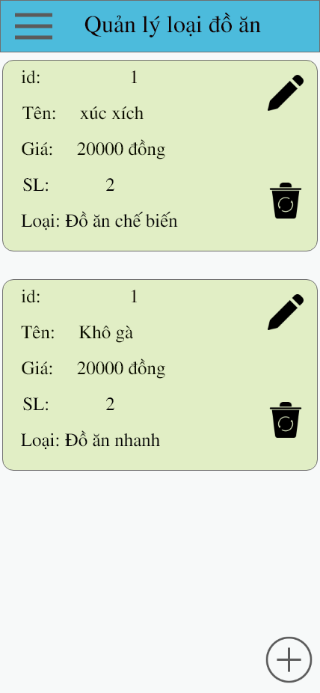 Quản lý loại đồ ăn
id: 1
Tên: xúc xích
Giá: 20000 đồng
SL: 2
Loại: Đồ ăn chế biến
id: 1
Tên: Khô gà
Giá: 20000 đồng
SL: 2
Loại: Đồ ăn nhanh